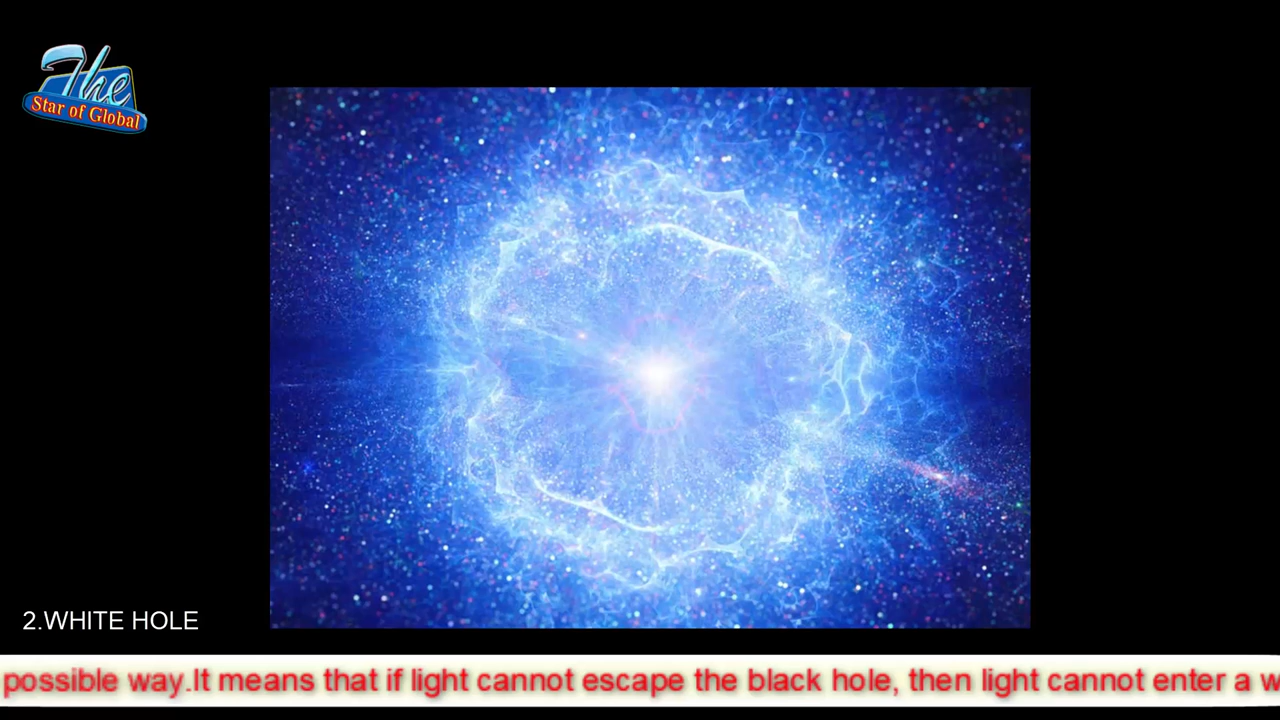 The
Star of Global
2.WHITE HOLE
possible way.It means that if light cannot escape the black hole, then light cannot enter a